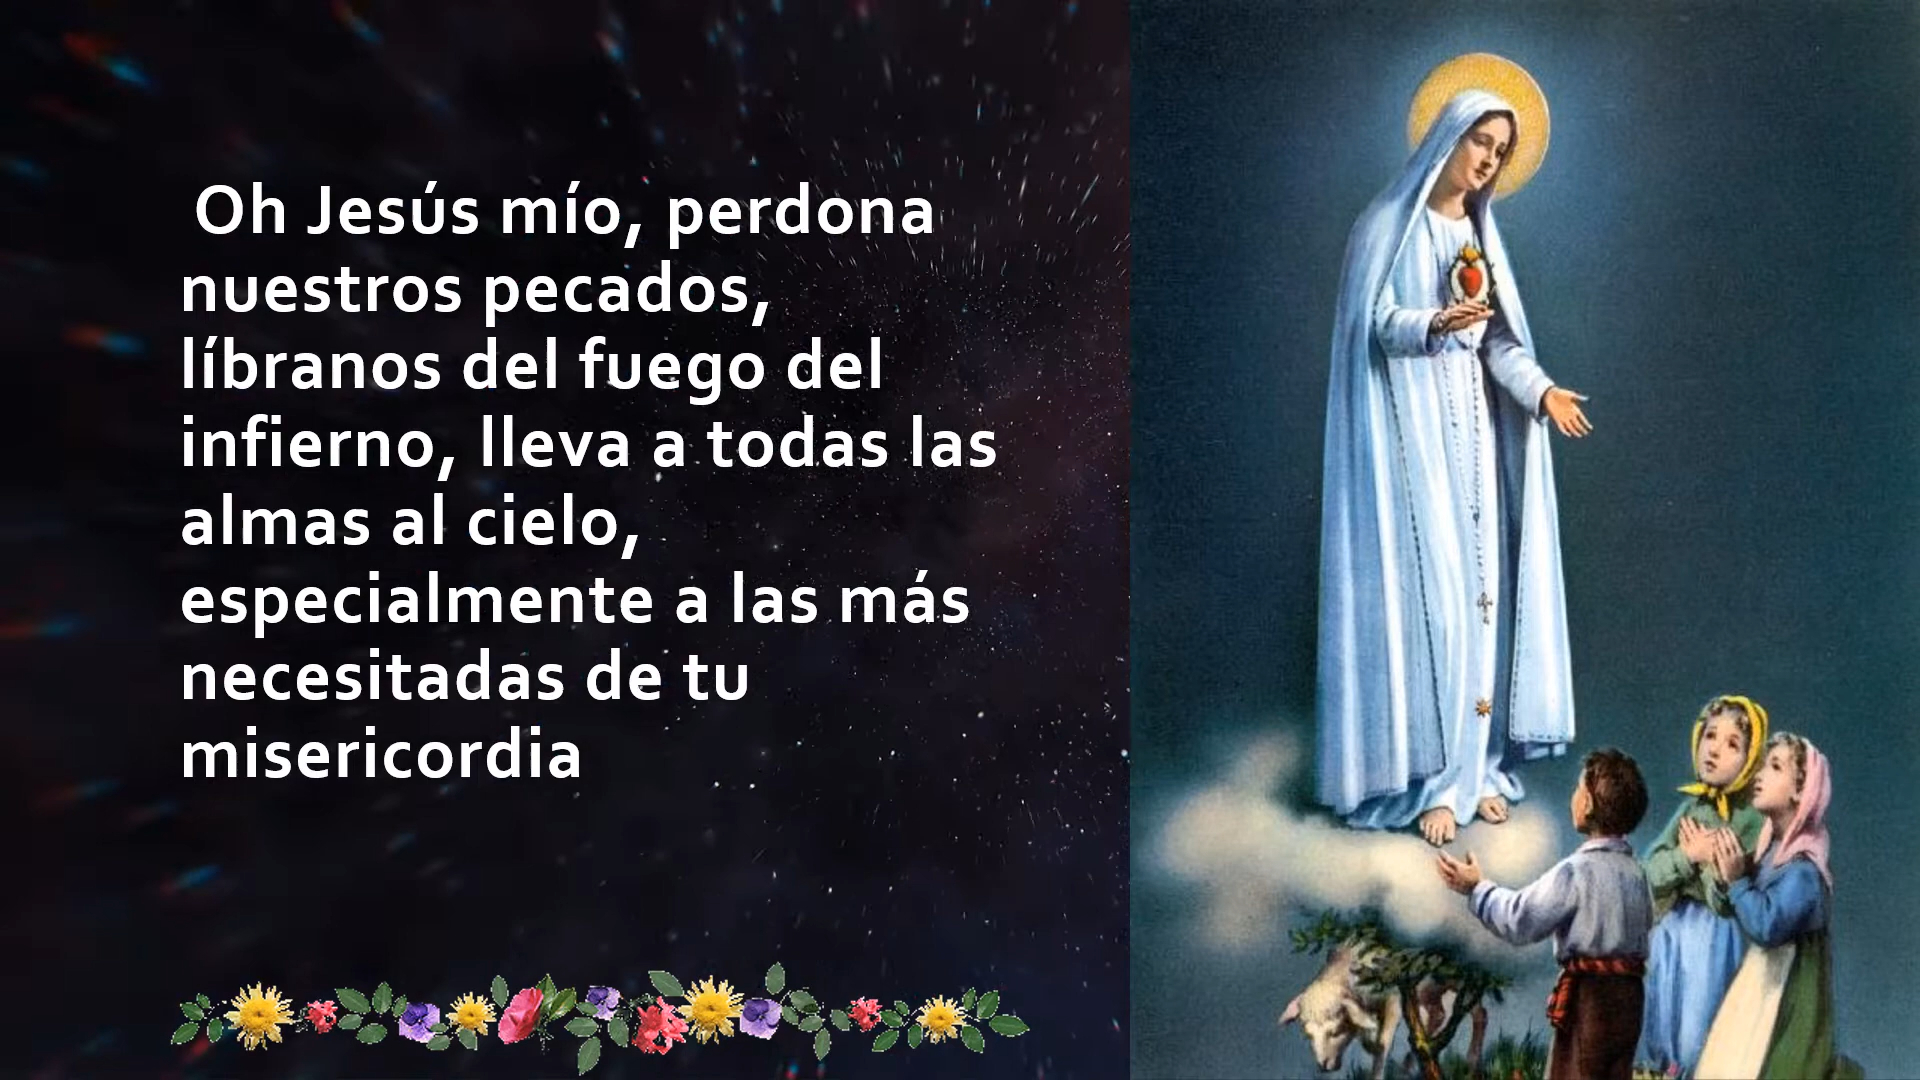 Oh Jesús mío, perdona
nuestros pecados,
líbranos del fuego del
infierno, lleva a todas las
almas al cielo,
especialmente a las más
necesitadas de tu
misericordia